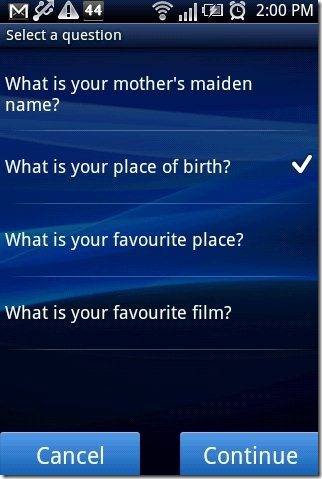 44 2:00 PM
Select a question
What is your mother's maiden
name?
What is your place of birth?
What is your favourite place?
What is your favourite film?
Cancel Continue